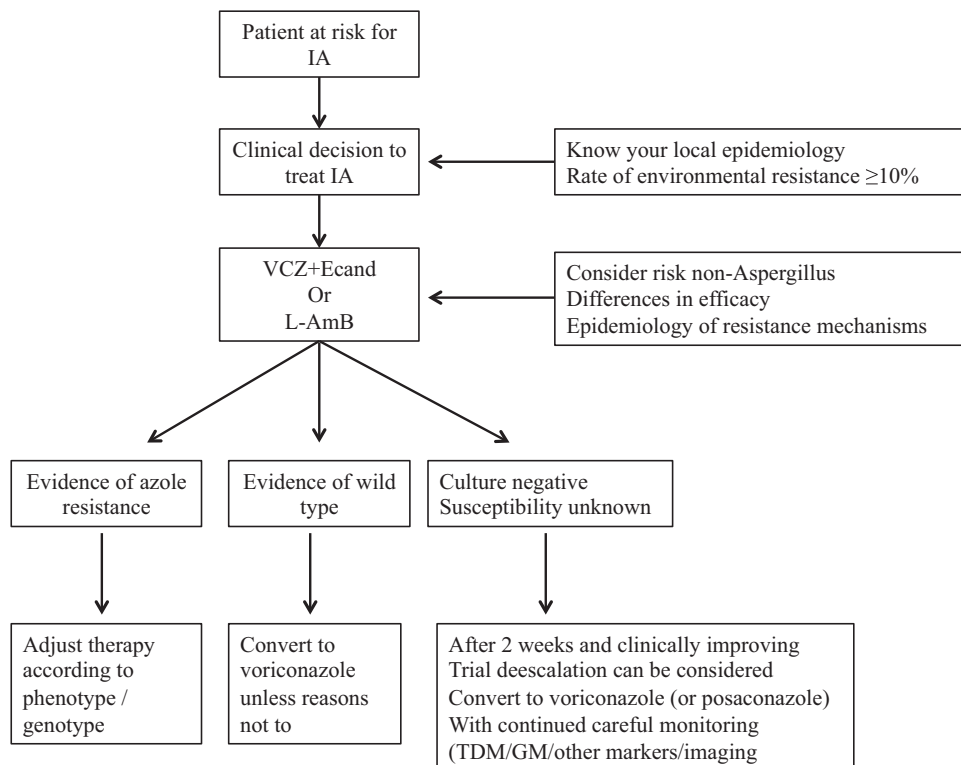 Patient at risk for
IA
Clinical decision to
treat IA
Know your local epidemiology
Rate of environmental resistance ≥10%
VCZ+Ecand
Or
L-AmB
Consider risk non-Aspergillus
Differences in efficacy
Epidemiology of resistance mechanisms
Evidence of azole
resistance
Evidence of wild
type
Culture negative
Susceptibility unknown
Adjust therapy
according to
phenotype /
genotype
Convert to
voriconazole
unless reasons
not to
After 2 weeks and clinically improving
Trial deescalation can be considered
Convert to voriconazole (or posaconazole)
With continued careful monitoring
(TDM/GM/other markers/imaging